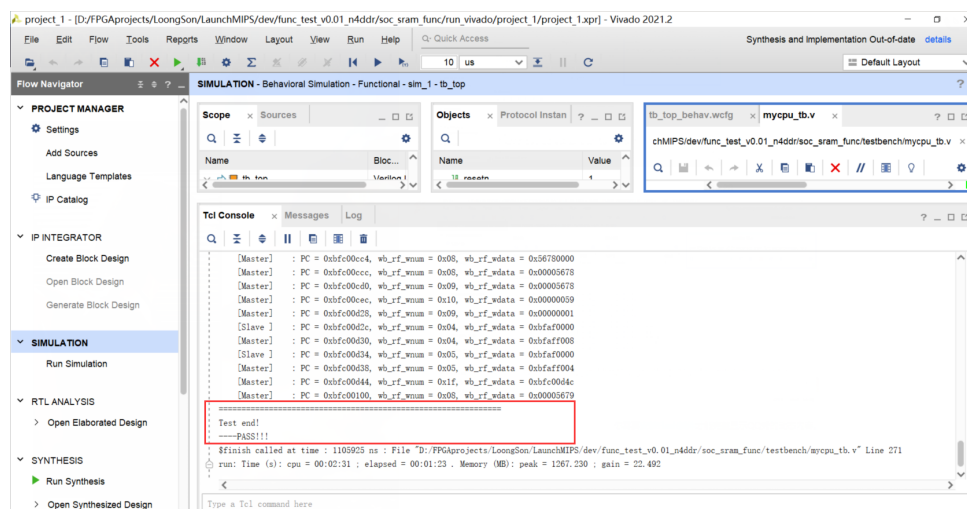 project_1 - [D:/FPGAprojects/LoongSon/LaunchMIPS/dev/func_test_v0.01_n4ddr/soc_sram_func/run_vivado/project_1/project_1.xpr] - Vivado 2021.2
File Edit Flow Tools Reports Window Layout View Run Help Q- Quick Access Synthesis and Implementation Out-of-date details
10 us Default Layout
Flow Navigator
SIMULATION - Behavioral Simulation - Functional - sim_1 - tb_top
PROJECT MANAGER
Settings
Add Sources
Language Templates
IP Catalog
IP INTEGRATOR
Create Block Design
Open Block Design
Generate Block Design
SIMULATION
Run Simulation
RTL ANALYSIS
Open Elaborated Design
SYNTHESIS
Run Synthesis
Open Synthesized Design
Scope Sources
Name Bloc...
tb_top Verilog
Objects Protocol Instan
Name Value
resetn 1
tb_top_behav.wcfg mycpu_tb.v
chMIPS/dev/func_test_v0.01_n4ddr/soc_sram_func/testbench/mycpu_tb.v
Tcl Console Messages Log
[Master] : PC = 0xbfc00cc4, wb_rf_wnum = 0x08, wb_rf_wdata = 0x56780000
[Master] : PC = 0xbfc00ccc, wb_rf_wnum = 0x08, wb_rf_wdata = 0x00005678
[Master] : PC = 0xbfc00cd0, wb_rf_wnum = 0x09, wb_rf_wdata = 0x00005678
[Master] : PC = 0xbfc00cec, wb_rf_wnum = 0x10, wb_rf_wdata = 0x00000059
[Master] : PC = 0xbfc00d28, wb_rf_wnum = 0x09, wb_rf_wdata = 0x00000001
[Slave ] : PC = 0xbfc00d2c, wb_rf_wnum = 0x04, wb_rf_wdata = 0xbfaf0000
[Master] : PC = 0xbfc00d30, wb_rf_wnum = 0x04, wb_rf_wdata = 0xbfaff008
[Slave ] : PC = 0xbfc00d34, wb_rf_wnum = 0x05, wb_rf_wdata = 0xbfaf0000
[Master] : PC = 0xbfc00d38, wb_rf_wnum = 0x05, wb_rf_wdata = 0xbfaff004
[Master] : PC = 0xbfc00d44, wb_rf_wnum = 0x1f, wb_rf_wdata = 0xbfc00d4c
[Master] : PC = 0xbfc00100, wb_rf_wnum = 0x08, wb_rf_wdata = 0x00005679
==============================================================
Test end!
----PASS!!!
$finish called at time : 1105925 ns : File "D:/FPGAprojects/LoongSon/LaunchMIPS/dev/func_test_v0.01_n4ddr/soc_sram_func/testbench/mycpu_tb.v" Line 271
run: Time (s): cpu = 00:02:31 ; elapsed = 00:01:23 . Memory (MB): peak = 1267.230 ; gain = 22.492
Type a Tcl command here